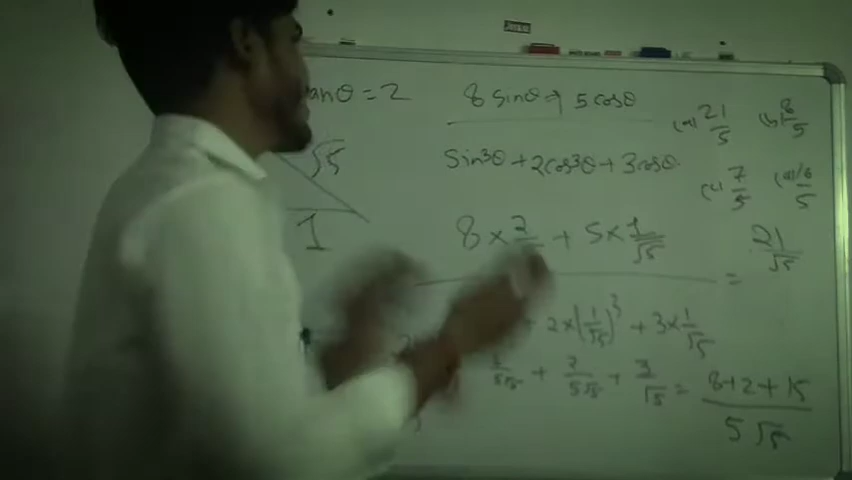 tanθ = 2
8 sinθ + 5 cosθ
sin³θ + 2cos³θ + 3cosθ
(a) 21/5 (b) 8/5
(c) 7/5
√5
1
8 × 2 + 5 × 1/√5
= 21/√5
+ 2 × (1/√5)³ + 3 × 1/√5
5√5 + 2/5√5 + 3/√5 = 8+2+15/5√5